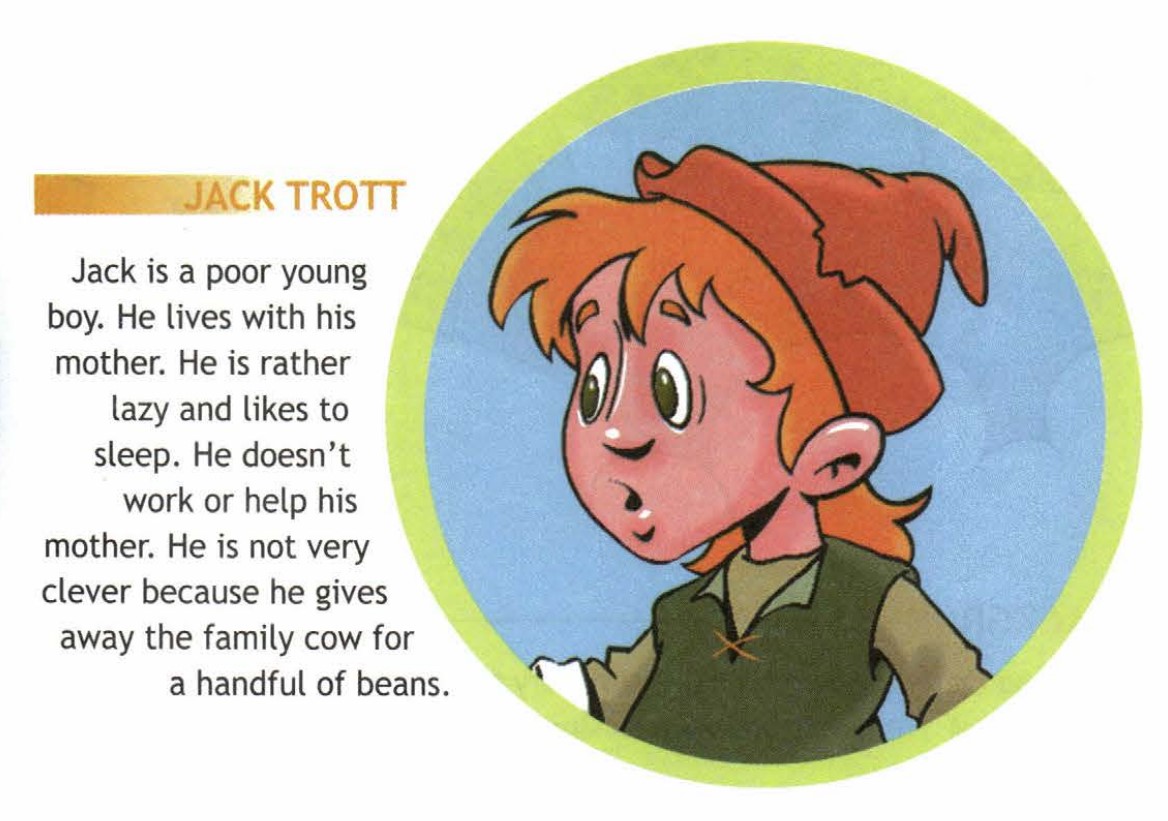 JACK TROTT
Jack is a poor young
boy. He lives with his
mother. He is rather
lazy and likes to
sleep. He doesn't
work or help his
mother. He is not very
clever because he gives
away the family cow for
a handful of beans.